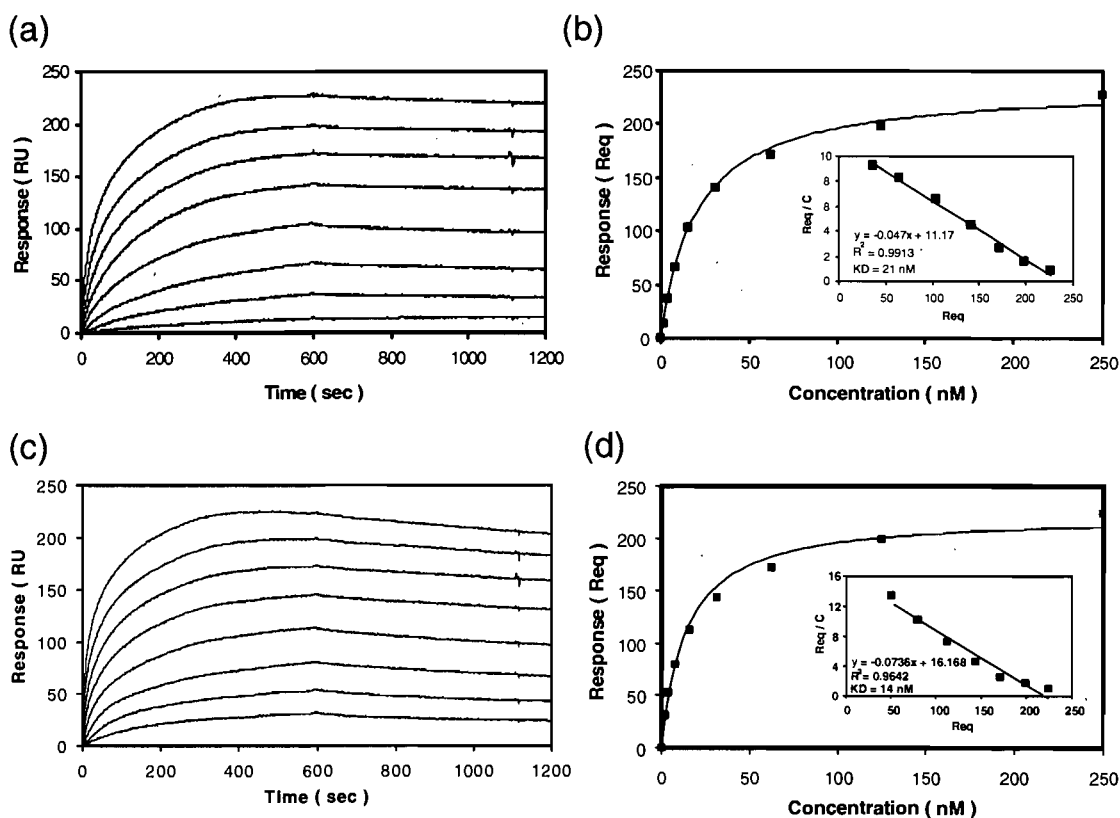 (a)
250
200
150
100
50
0
Response ( RU )
0 200 400 600 800 1000 1200
Time ( sec )
(b)
250
200
150
100
50
0
Response ( Req )
0 50 100 150 200 250
Concentration ( nM )
10
8
6
4
2
0
Req / C
y = -0.047x + 11.17
R² = 0.9913
KD = 21 nM
0 50 100 150 200 250
Req
(c)
250
200
150
100
50
0
Response ( RU
0 200 400 600 800 1000 1200
Time ( sec )
(d)
250
200
150
100
50
0
Response ( Req )
0 50 100 150 200 250
Concentration ( nM )
16
12
8
4
0
Req / C
y = -0.0736x + 16.168
R² = 0.9642
KD = 14 nM
0 50 100 150 200 250
Req